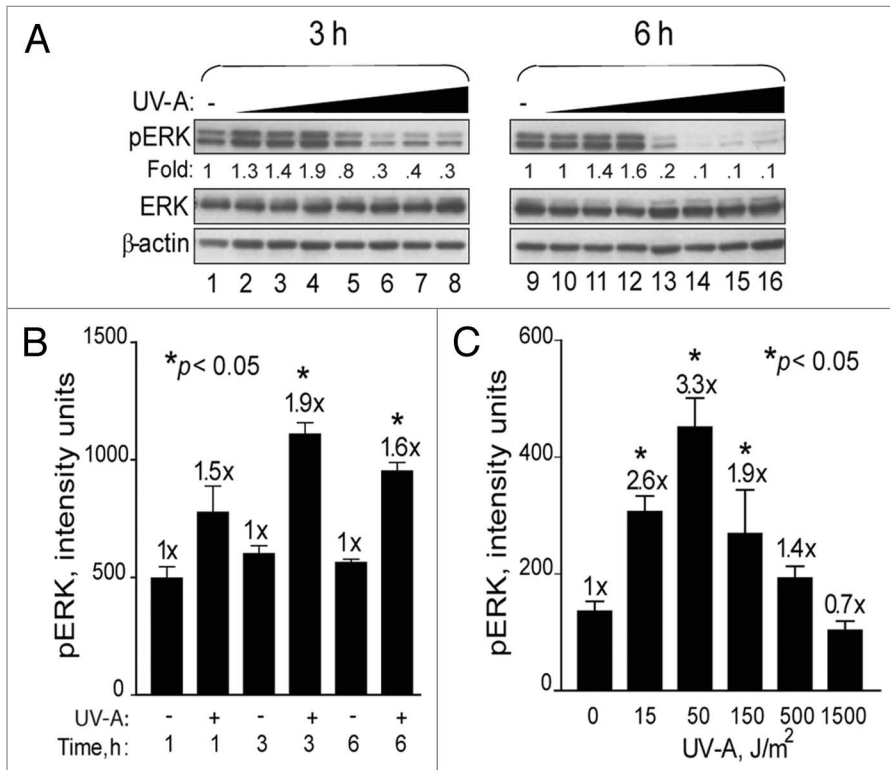 A
3 h 6 h
UV-A: - -
pERK
Fold: 1 1.3 1.4 1.9 .8 .3 .4 .3 1 1 1.4 1.6 .2 .1 .1 .1
ERK
β-actin
1 2 3 4 5 6 7 8 9 10 11 12 13 14 15 16
B
pERK, intensity units
1500
1000
500
0
*p< 0.05
1x 1.5x 1x 1.9x 1x 1.6x
* *
UV-A: - + - + - +
Time,h: 1 1 3 3 6 6
C
pERK, intensity units
600
400
200
0
*p< 0.05
* * *
1x 2.6x 3.3x 1.9x 1.4x 0.7x
0 15 50 150 500 1500
UV-A, J/m²